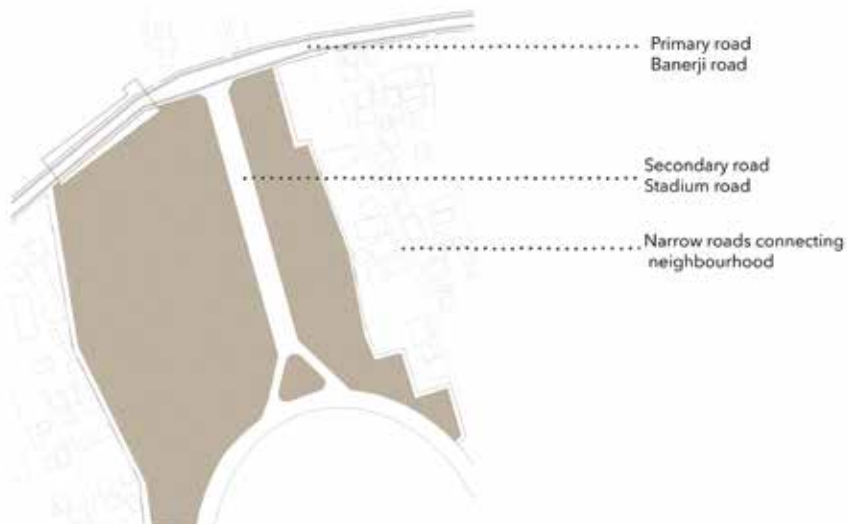 Primary road
Banerji road
Secondary road
Stadium road
Narrow roads connecting
neighbourhood